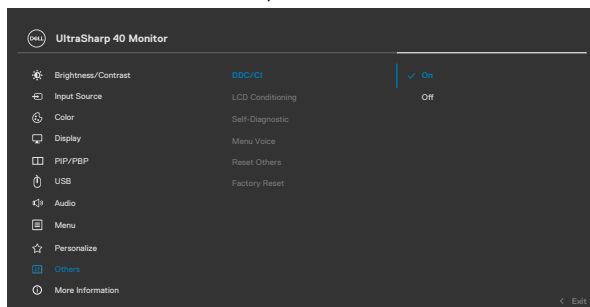 DELL UltraSharp 40 Monitor
Brightness/Contrast DDC/CI On
Input Source LCD Conditioning Off
Color Self-Diagnostic
Display Menu Voice
PIP/PBP Reset Others
USB Factory Reset
Audio
Menu
Personalize
Others
More Information
< Exit